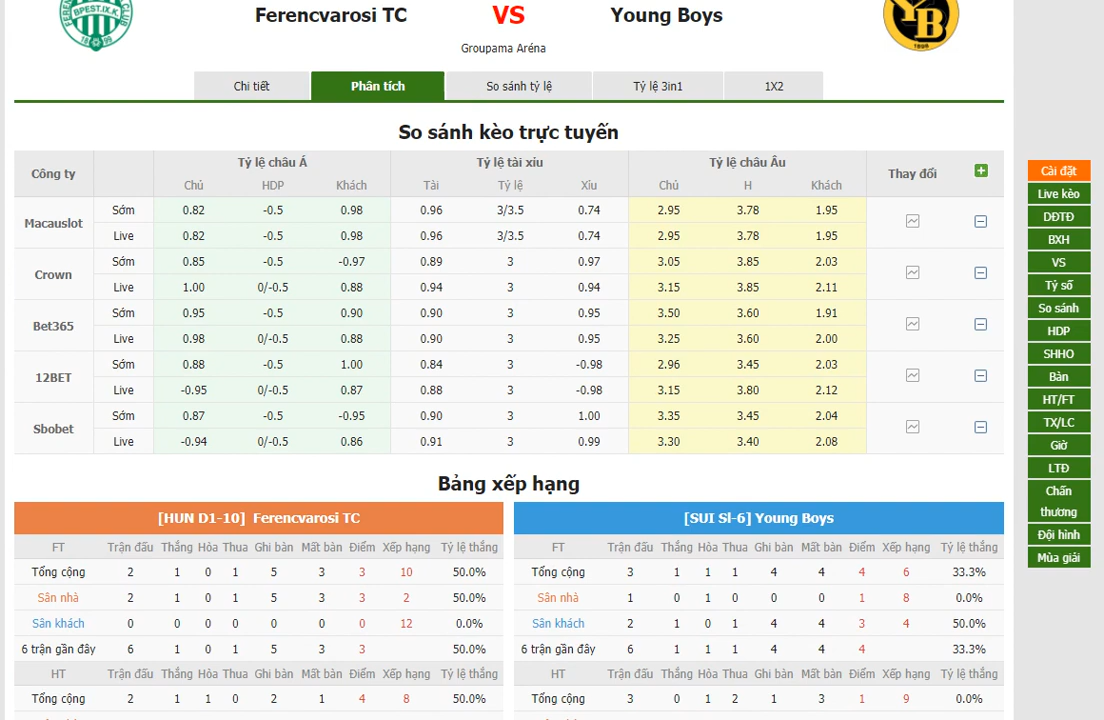 Ferencvarosi TC VS Young Boys
BPEST.IX.K.
YB
1898
Groupama Aréna
Chi tiết Phân tích So sánh tỷ lệ Tỷ lệ 3in1 1X2
So sánh kèo trực tuyến
Công ty Tỷ lệ châu Á Tỷ lệ tài xỉu Tỷ lệ châu Âu Thay đổi
Chủ HDP Khách Tài Tỷ lệ Xỉu Chủ H Khách
Macauslot
Sớm 0.82 -0.5 0.98 0.96 3/3.5 0.74 2.95 3.78 1.95
Live 0.82 -0.5 0.98 0.96 3/3.5 0.74 2.95 3.78 1.95
Crown
Sớm 0.85 -0.5 -0.97 0.89 3 0.97 3.05 3.85 2.03
Live 1.00 0/-0.5 0.88 0.94 3 0.94 3.15 3.85 2.11
Bet365
Sớm 0.95 -0.5 0.90 0.90 3 0.95 3.50 3.60 1.91
Live 0.98 0/-0.5 0.88 0.90 3 0.95 3.25 3.60 2.00
12BET
Sớm 0.88 -0.5 1.00 0.84 3 -0.98 2.96 3.45 2.03
Live -0.95 0/-0.5 0.87 0.88 3 -0.98 3.15 3.80 2.12
Sbobet
Sớm 0.87 -0.5 -0.95 0.90 3 1.00 3.35 3.45 2.04
Live -0.94 0/-0.5 0.86 0.91 3 0.99 3.30 3.40 2.08
Bảng xếp hạng
[HUN D1-10] Ferencvarosi TC
FT Trận đấu Thắng Hòa Thua Ghi bàn Mất bàn Điểm Xếp hạng Tỷ lệ thắng
Tổng cộng 2 1 0 1 5 3 3 10 50.0%
Sân nhà 2 1 0 1 5 3 3 2 50.0%
Sân khách 0 0 0 0 0 0 0 12 0.0%
6 trận gần đây 6 1 0 1 5 3 3 50.0%
HT Trận đấu Thắng Hòa Thua Ghi bàn Mất bàn Điểm Xếp hạng Tỷ lệ thắng
Tổng cộng 2 1 1 0 2 1 4 8 50.0%
[SUI Sl-6] Young Boys
FT Trận đấu Thắng Hòa Thua Ghi bàn Mất bàn Điểm Xếp hạng Tỷ lệ thắng
Tổng cộng 3 1 1 1 4 4 4 6 33.3%
Sân nhà 1 0 1 0 0 0 1 8 0.0%
Sân khách 2 1 0 1 4 4 3 4 50.0%
6 trận gần đây 6 1 1 1 4 4 4 33.3%
HT Trận đấu Thắng Hòa Thua Ghi bàn Mất bàn Điểm Xếp hạng Tỷ lệ thắng
Tổng cộng 3 0 1 2 1 3 1 9 0.0%
Cài đặt
Live kèo
DĐTĐ
BXH
VS
Tỷ số
So sánh
HDP
SHHO
Bàn
HT/FT
TX/LC
Giờ
LTĐ
Chấn
thương
Đội hình
Mùa giải